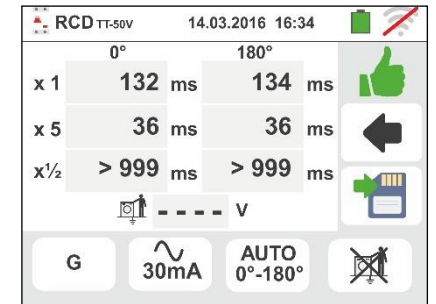 RCD TT-50V 14.03.2016 16:34
0° 180°
x 1 132 ms 134 ms
x 5 36 ms 36 ms
x½ > 999 ms > 999 ms
- - - - V
G 30mA AUTO 0°-180°